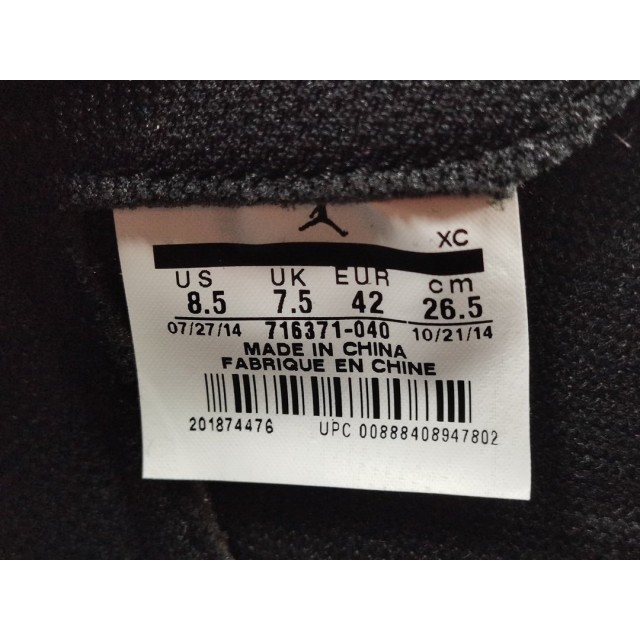 XC
US UK EUR cm
8.5 7.5 42 26.5
07/27/14 716371-040 10/21/14
MADE IN CHINA
FABRIQUE EN CHINE
201874476 UPC 00888408947802